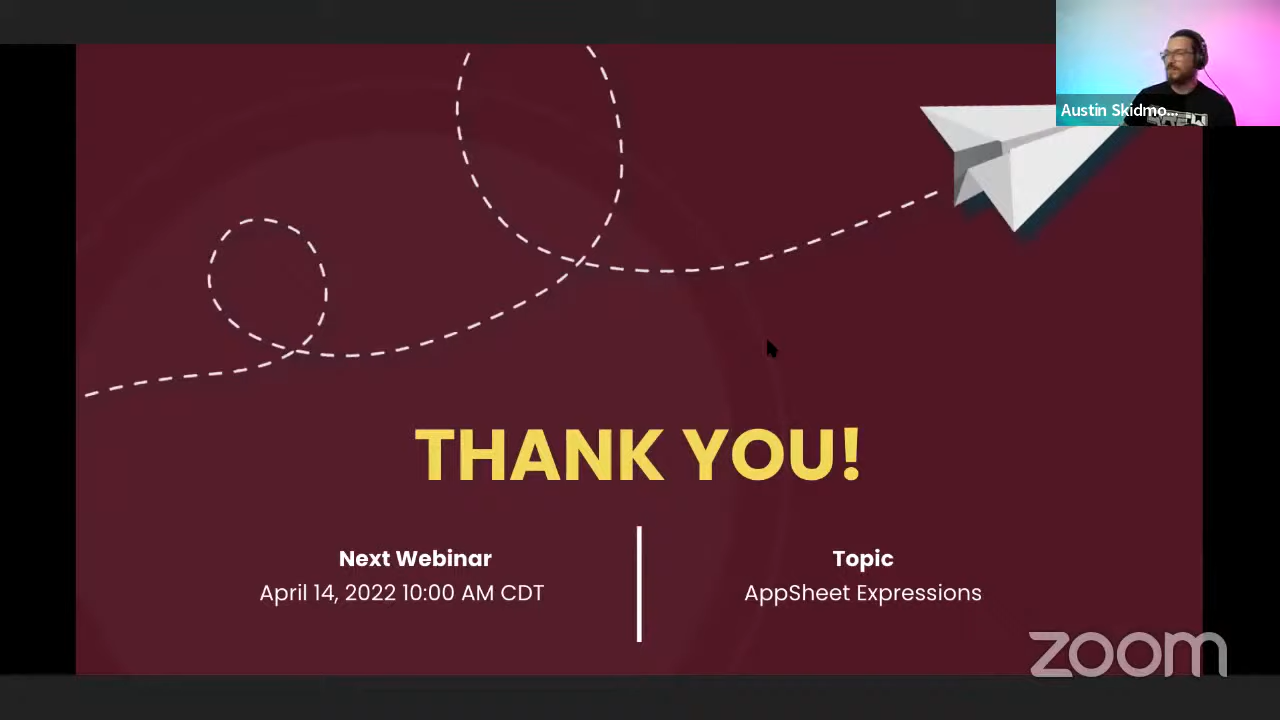 Austin Skidmo...
THANK YOU!
Next Webinar
April 14, 2022 10:00 AM CDT
Topic
AppSheet Expressions
zoom